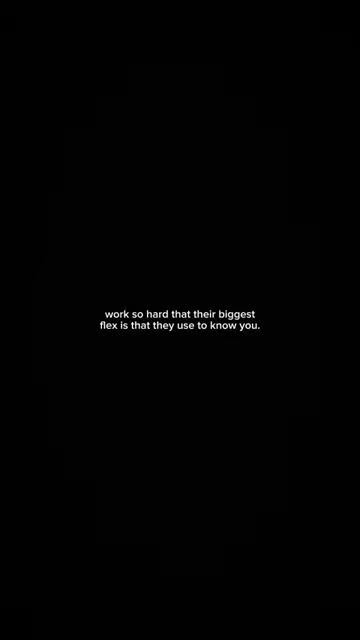 work so hard that their biggest
flex is that they use to know you.